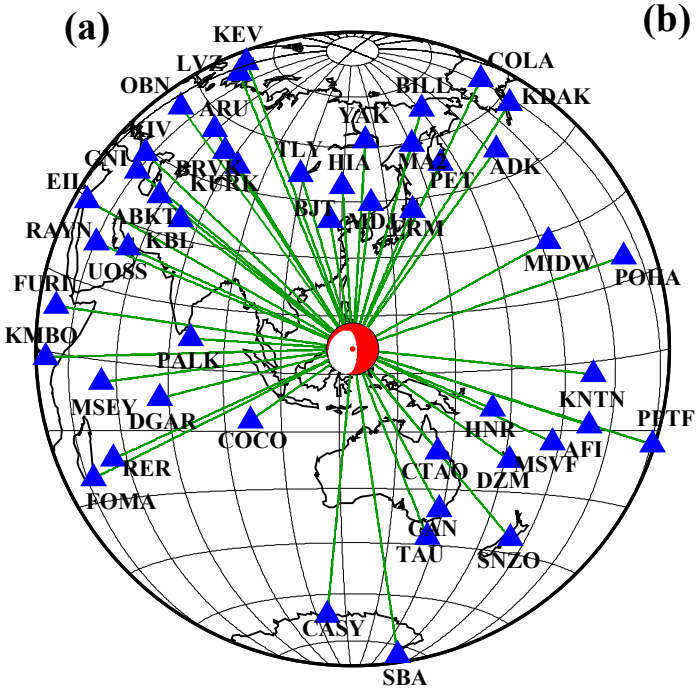 (a)
(b)
KEV
LVZ
COLA
OBN
BILL
KDAK
ARU
YAK
KIV
TLY
HIA
MA2
ADK
GNI
BRVK
PET
KURK
EIL
ABKT
BJT
MDJ
ERM
RAYN
KBL
UOSS
MIDW
POHA
FURI
KMBO
PALK
MSEY
DGAR
KNTN
COCO
HNR
PPTF
AFI
RER
CTAO
MSVF
DZM
FOMA
CAN
TAU
SNZO
CASY
SBA